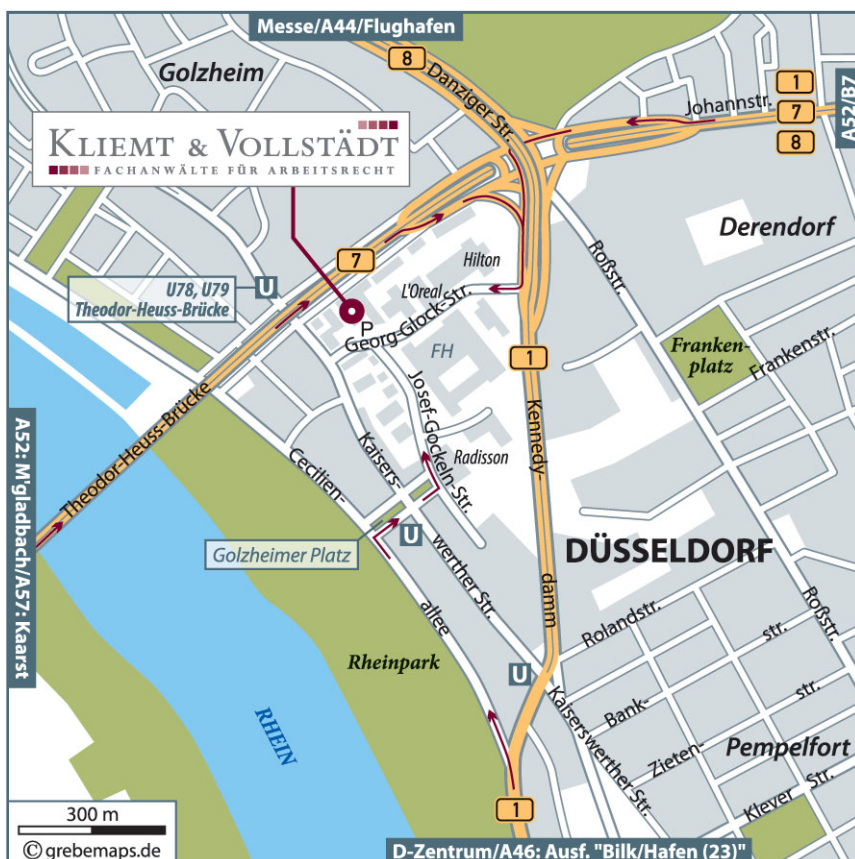 Messe/A44/Flughafen
Golzheim
8
Danziger Str.
1
7
8
Johannstr.
A52/B7
KLIEMT & VOLLSTÄDT
FACHANWÄLTE FÜR ARBEITSRECHT
Derendorf
7
Hilton
Roßstr.
U78, U79
Theodor-Heuss-Brücke
U
L'Oreal
P
Georg-Glock-Str.
FH
1
Franken-
platz
Frankenstr.
Theodor-Heuss-Brücke
Kaisers-
werther Str.
Josef-Gockeln-Str.
Kennedy-
damm
A52: M'gladbach/A57: Kaarst
Cecilien-
allee
Radisson
Golzheimer Platz
U
DÜSSELDORF
Roßstr.
Rolandstr.
Rheinpark
U
Kaiserswerther Str.
Bank-
str.
Zieten-
str.
RHEIN
Pempelfort
Klever Str.
1
300 m
© grebemaps.de
D-Zentrum/A46: Ausf. "Bilk/Hafen (23)"